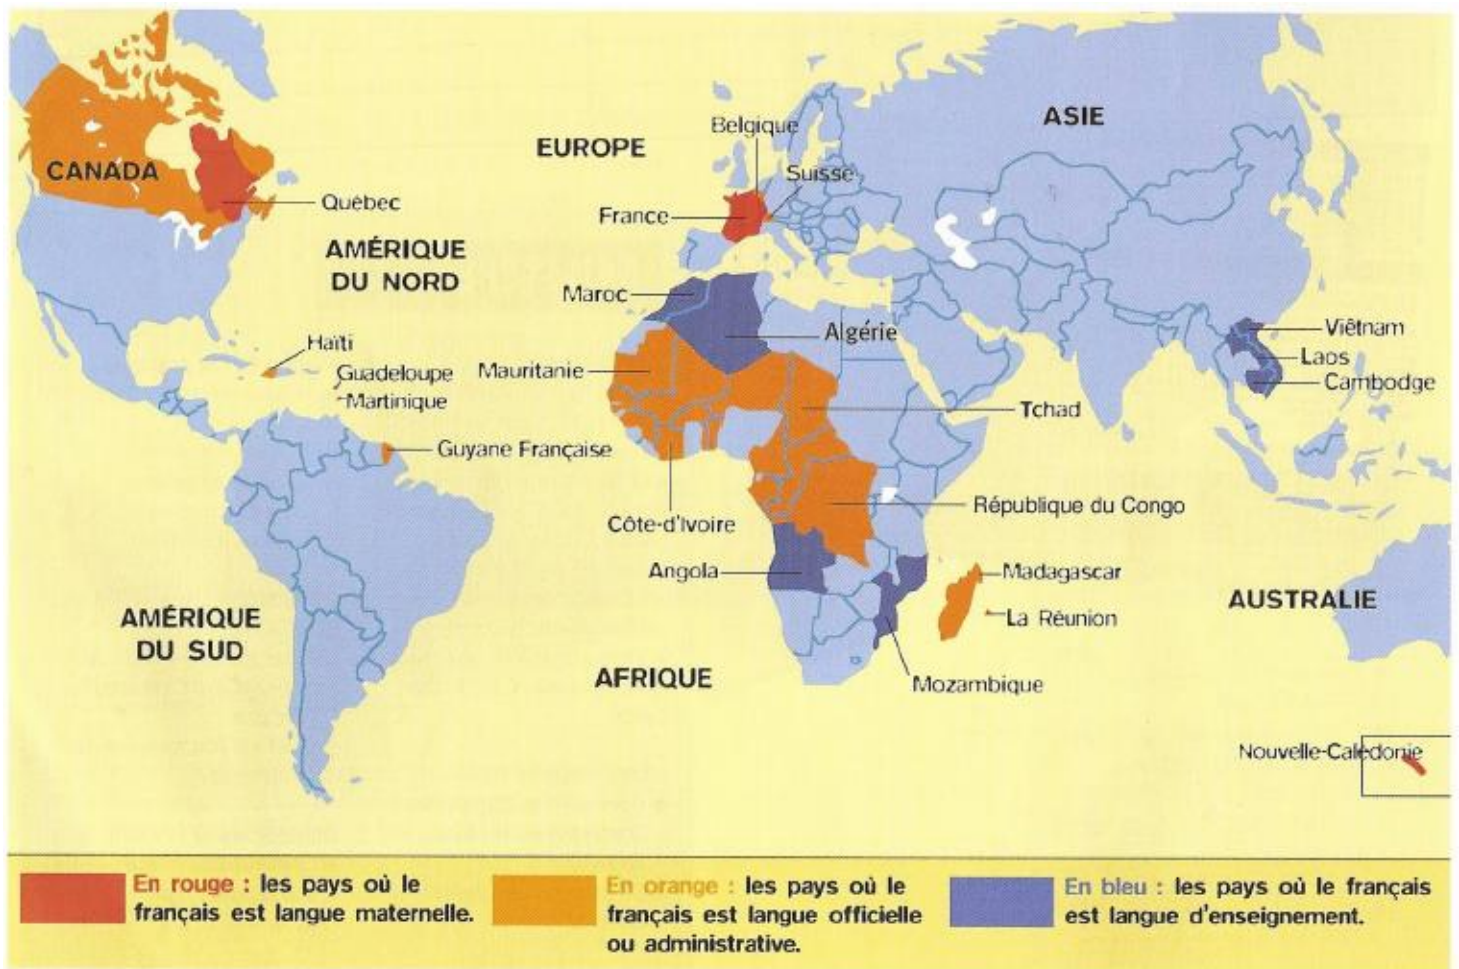 ASIE
Belgique
EUROPE
CANADA
Suisse
Québec
France
AMÉRIQUE
DU NORD
Maroc
Viêtnam
Algérie
Haïti
Laos
Mauritanie
Guadeloupe
Cambodge
Martinique
Tchad
Guyane Française
République du Congo
Côte-d'Ivoire
Angola
Madagascar
AUSTRALIE
AMÉRIQUE
DU SUD
La Réunion
AFRIQUE
Mozambique
Nouvelle-Calédonie
En rouge : les pays où le
français est langue maternelle.
En orange : les pays où le
français est langue officielle
ou administrative.
En bleu : les pays où le français
est langue d'enseignement.